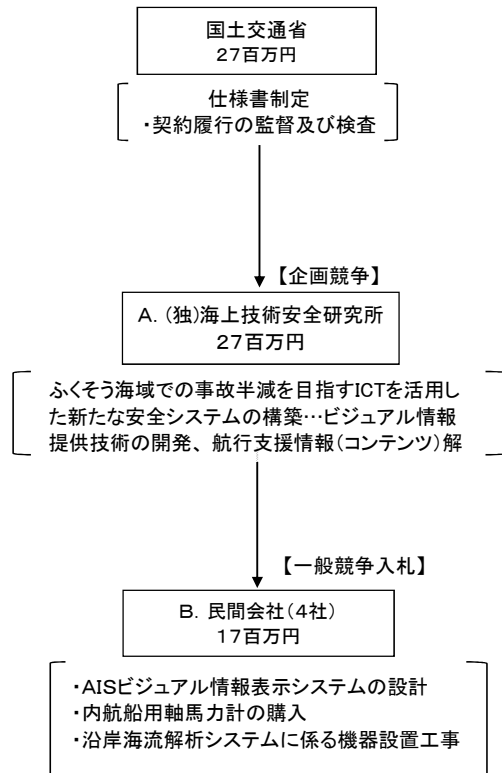 国土交通省
27百万円
仕様書制定
・契約履行の監督及び検査
【企画競争】
A. (独)海上技術安全研究所
27百万円
ふくそう海域での事故半減を目指すICTを活用し
た新たな安全システムの構築…ビジュアル情報
提供技術の開発、航行支援情報(コンテンツ)解
【一般競争入札】
B. 民間会社(4社)
17百万円
・AISビジュアル情報表示システムの設計
・内航船用軸馬力計の購入
・沿岸海流解析システムに係る機器設置工事